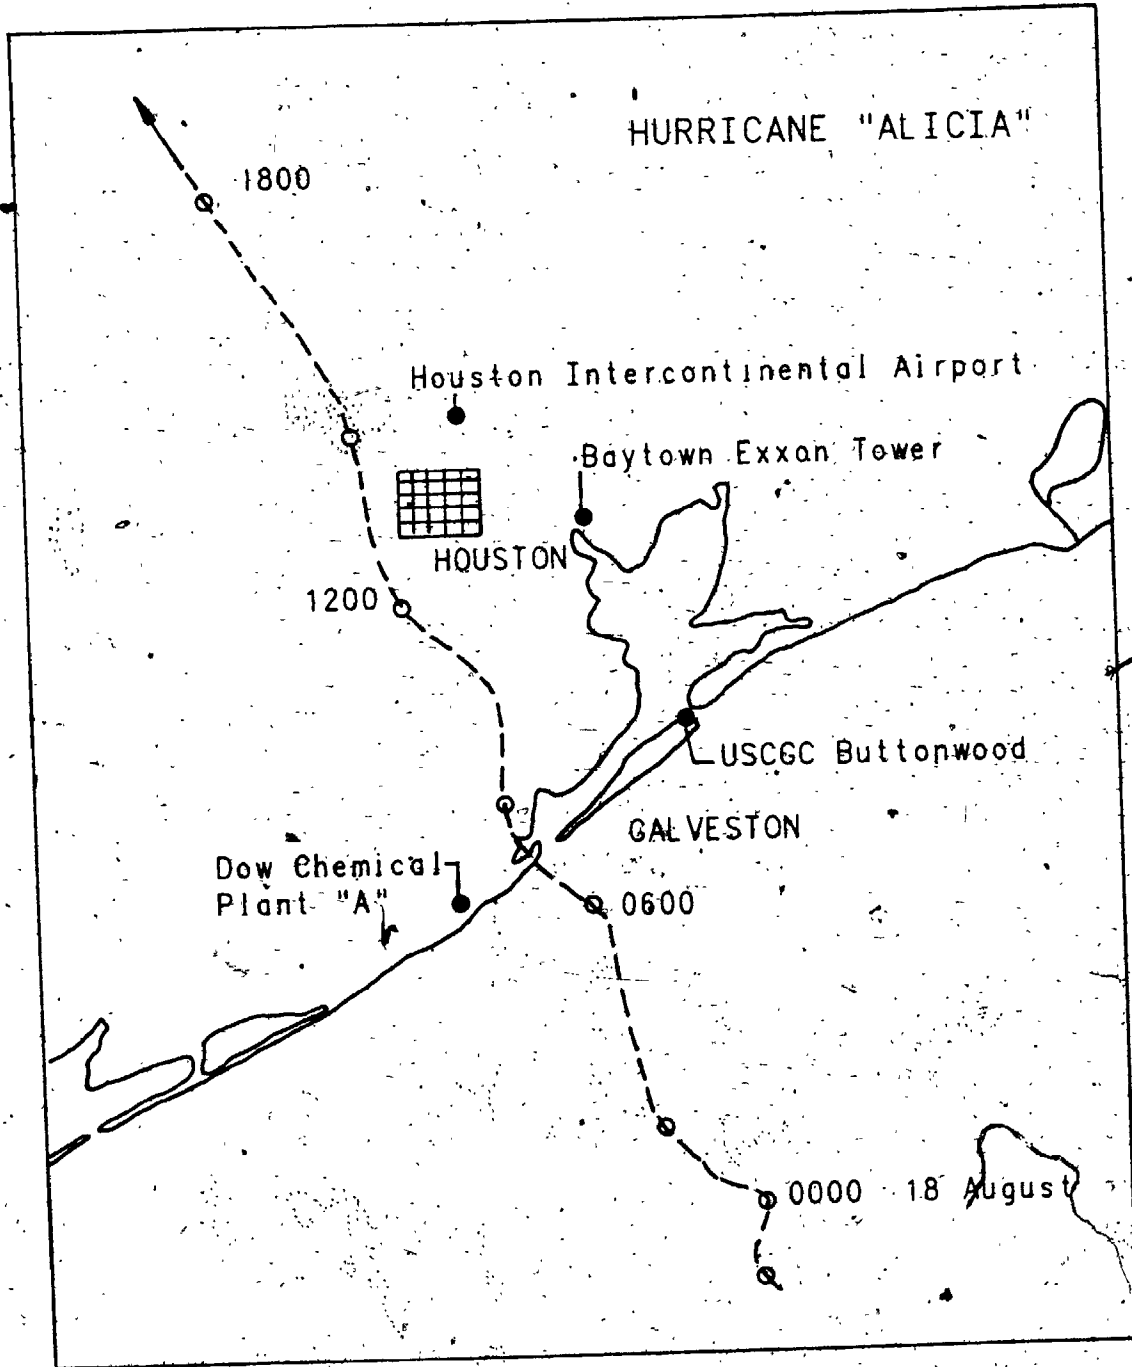 HURRICANE "ALICIA"
1800
Houston Intercontinental Airport
Baytown Exxon Tower
HOUSTON
1200
USCGC Buttonwood
GALVESTON
Dow Chemical
Plant "A"
0600
0000 18 August